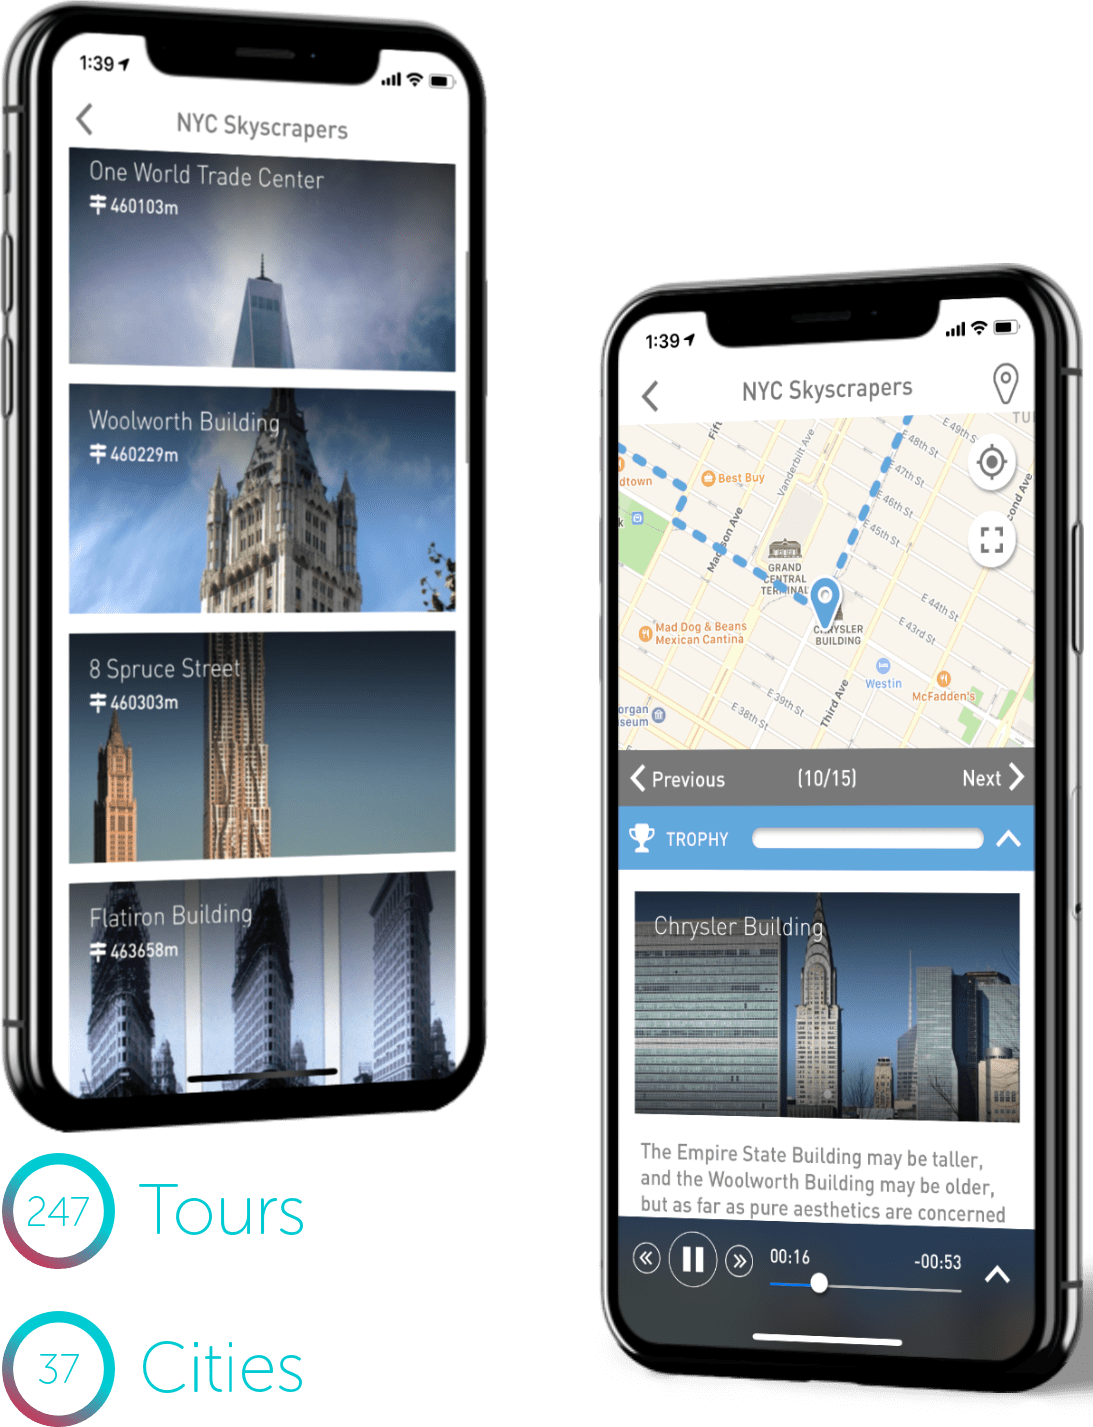 1:39
NYC Skyscrapers
One World Trade Center
460103m
Woolworth Building
460229m
8 Spruce Street
460303m
Flatiron Building
463658m
247 Tours
37 Cities
1:39
NYC Skyscrapers
TU
E 49th S
E 48th St
E 47th St
E 46th St
E 45th St
E 44th St
E 43rd St
E 39th St
E 38th St
Fift
Vanderbilt Ave
Madison Ave
Third Ave
cond Ave
dtown
Best Buy
k
GRAND
CENTRAL
TERMINAL
CHRYSLER
BUILDING
Mad Dog & Beans
Mexican Cantina
Westin
McFadden's
organ
seum
Previous (10/15) Next
TROPHY
Chrysler Building
The Empire State Building may be taller,
and the Woolworth Building may be older,
but as far as pure aesthetics are concerned
00:16 -00:53